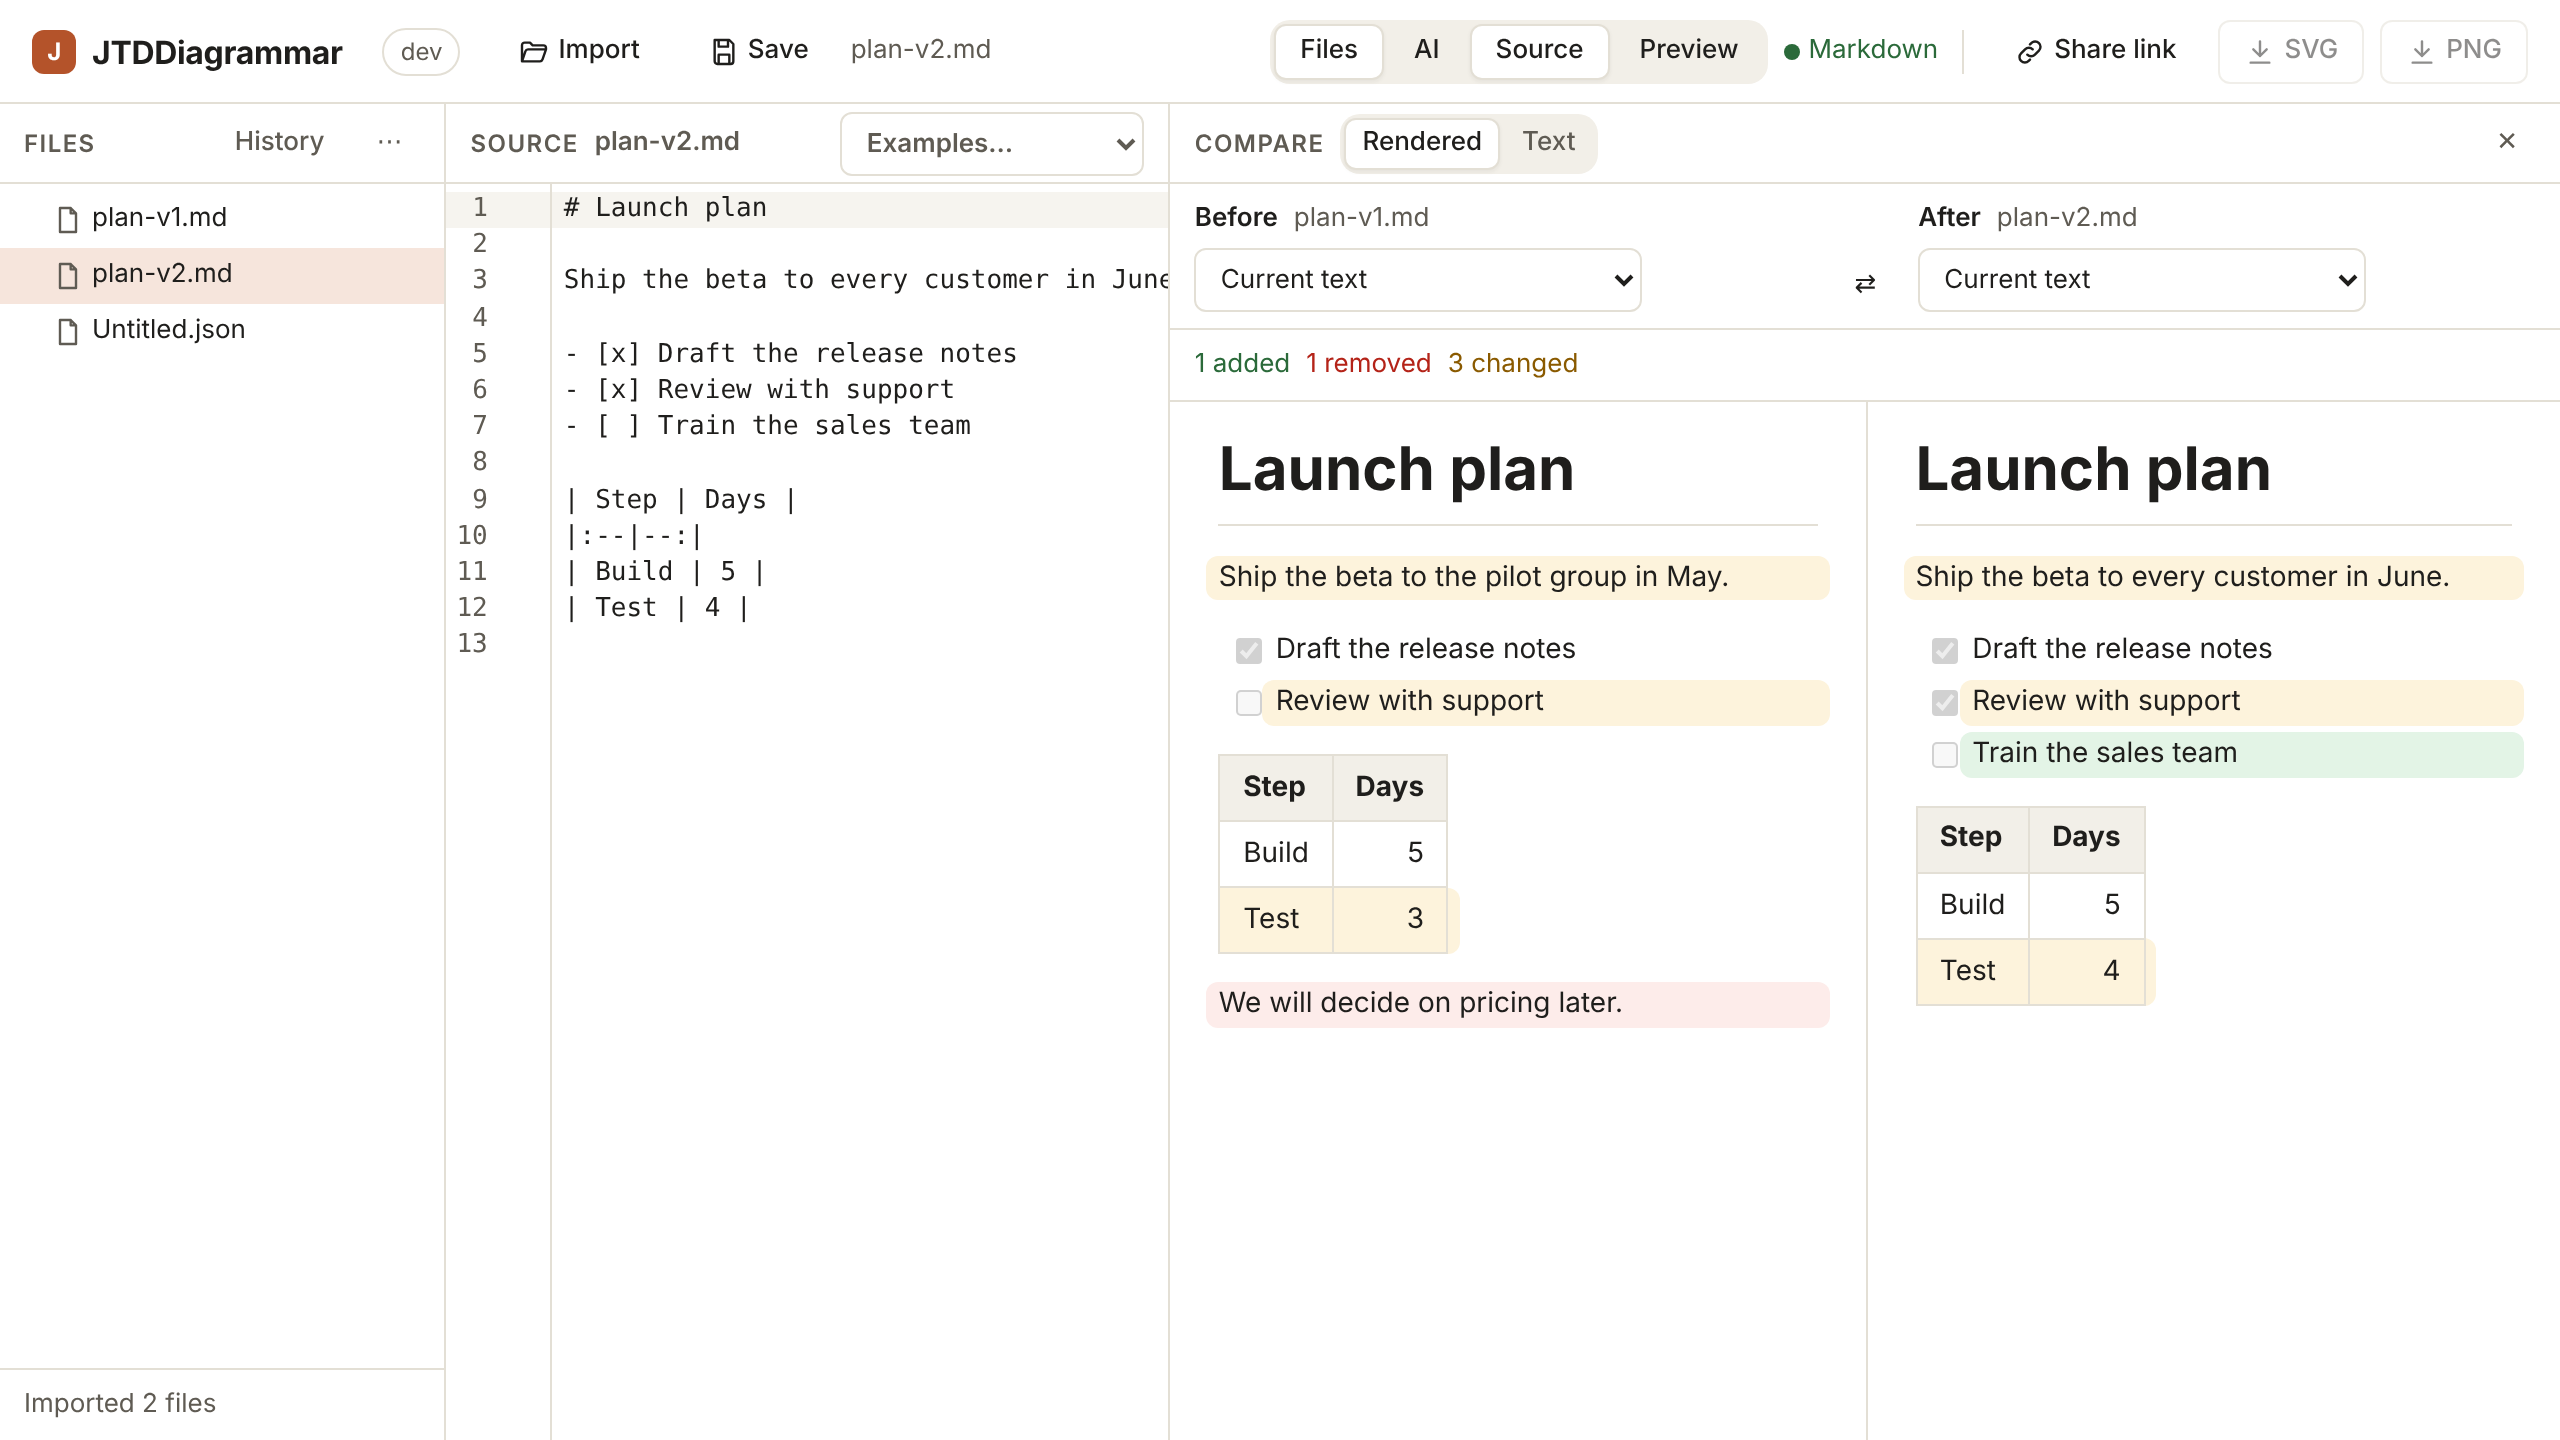 J JTDDiagrammar dev Import Save plan-v2.md Files AI Source Preview Markdown Share link SVG PNG
FILES History ...
plan-v1.md
plan-v2.md
Untitled.json
Imported 2 files
SOURCE plan-v2.md Examples...
1 # Launch plan
2
3 Ship the beta to every customer in June
4
5 - [x] Draft the release notes
6 - [x] Review with support
7 - [ ] Train the sales team
8
9 | Step | Days |
10 |:--|--:|
11 | Build | 5 |
12 | Test | 4 |
13
COMPARE Rendered Text ✕
Before plan-v1.md
Current text
⇄
After plan-v2.md
Current text
1 added 1 removed 3 changed
Launch plan
Ship the beta to the pilot group in May.
Draft the release notes
Review with support
Step Days
Build 5
Test 3
We will decide on pricing later.
Launch plan
Ship the beta to every customer in June.
Draft the release notes
Review with support
Train the sales team
Step Days
Build 5
Test 4